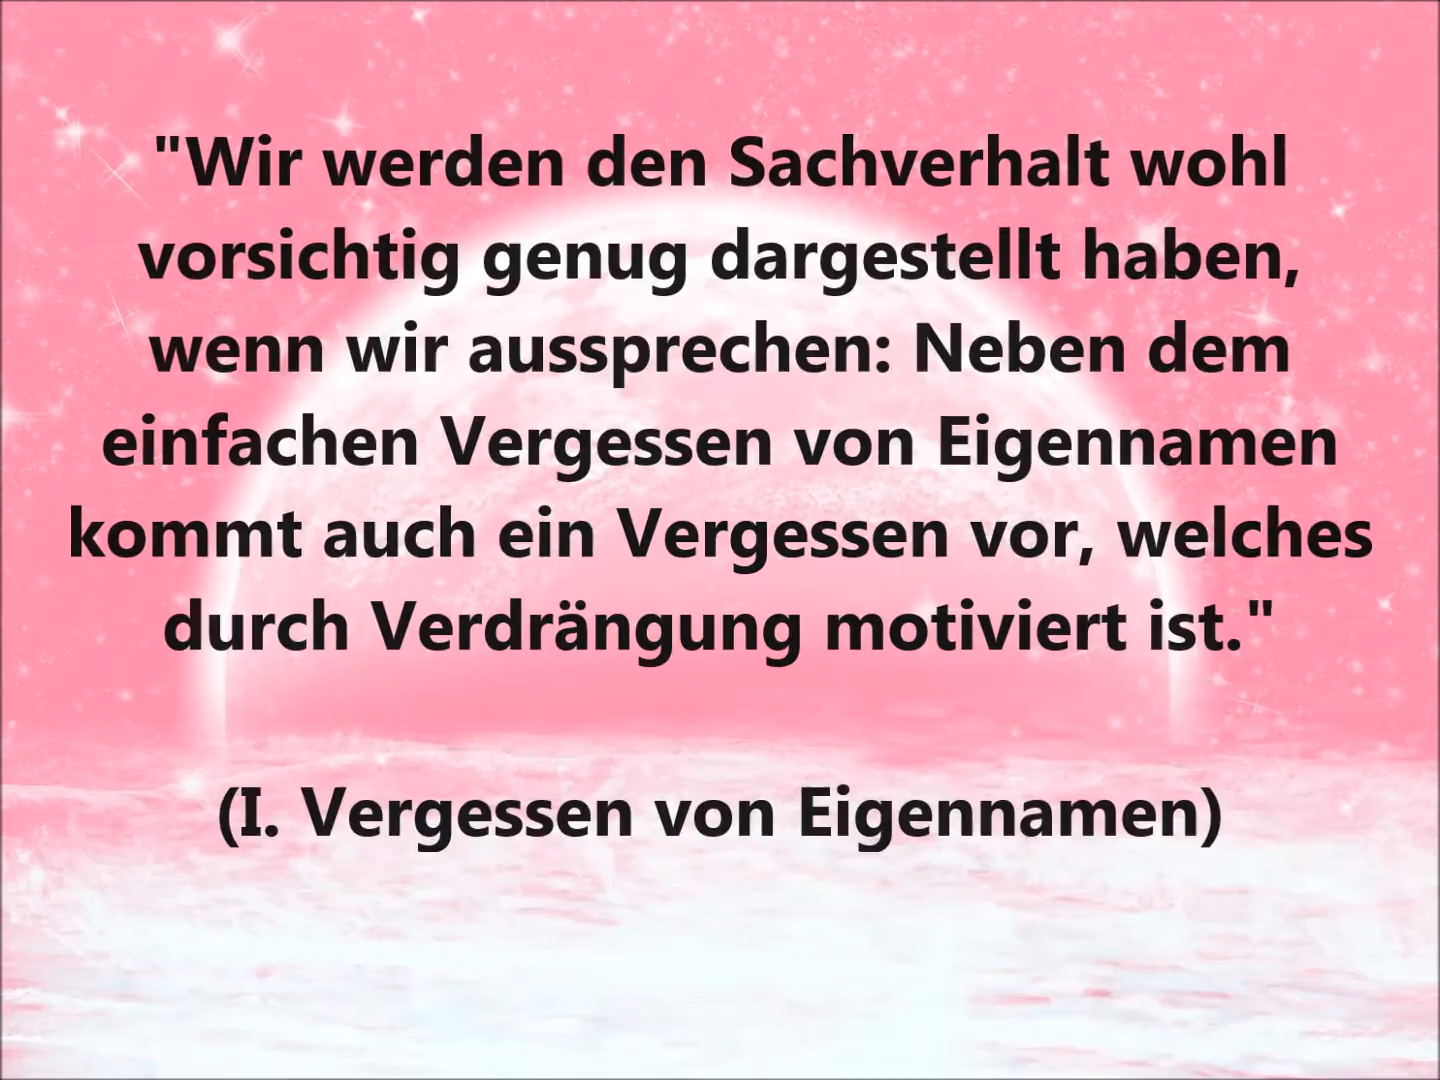 "Wir werden den Sachverhalt wohl
vorsichtig genug dargestellt haben,
wenn wir aussprechen: Neben dem
einfachen Vergessen von Eigennamen
kommt auch ein Vergessen vor, welches
durch Verdrängung motiviert ist."
(I. Vergessen von Eigennamen)